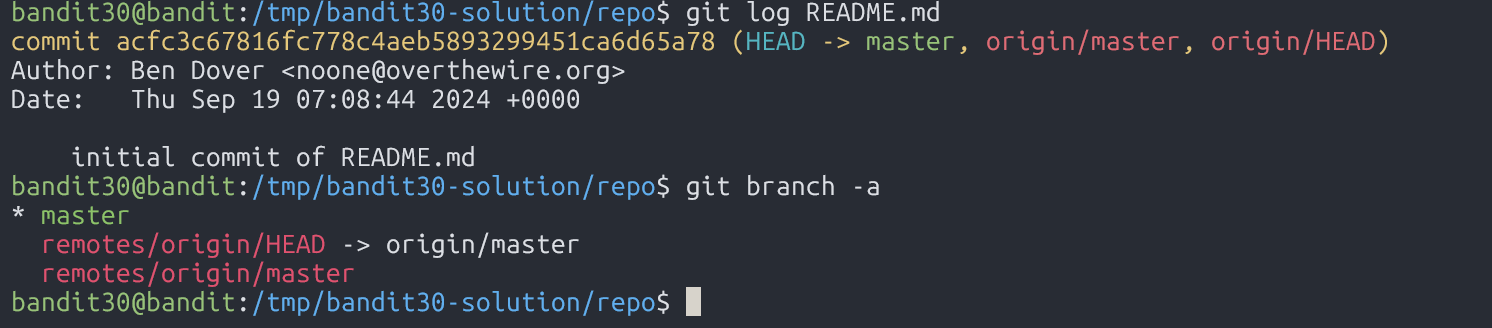 bandit30@bandit:/tmp/bandit30-solution/repo$ git log README.md
commit acfc3c67816fc778c4aeb5893299451ca6d65a78 (HEAD -> master, origin/master, origin/HEAD)
Author: Ben Dover <noone@overthewire.org>
Date:   Thu Sep 19 07:08:44 2024 +0000

    initial commit of README.md
bandit30@bandit:/tmp/bandit30-solution/repo$ git branch -a
* master
  remotes/origin/HEAD -> origin/master
  remotes/origin/master
bandit30@bandit:/tmp/bandit30-solution/repo$